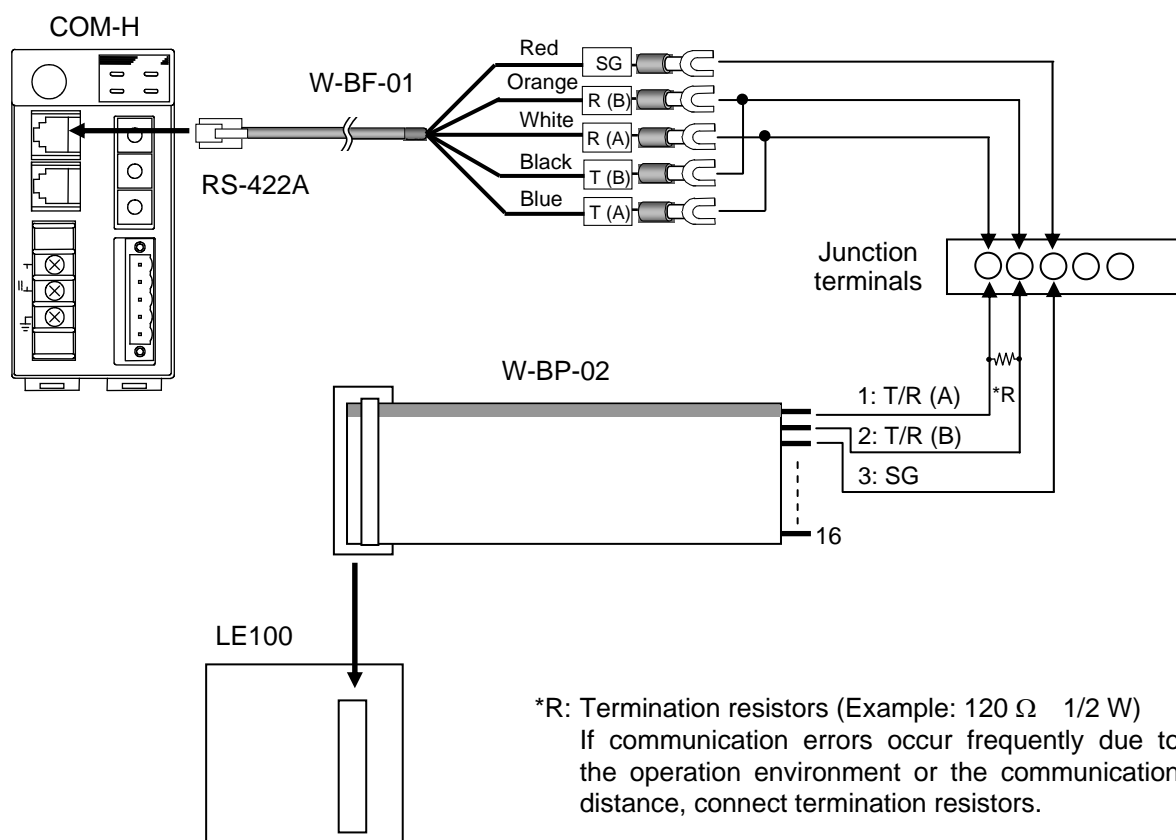 COM-H
W-BF-01
RS-422A
Red
SG
Orange
R (B)
White
R (A)
Black
T (B)
Blue
T (A)
Junction
terminals
W-BP-02
1: T/R (A)
*R
2: T/R (B)
3: SG
16
LE100
*R: Termination resistors (Example: 120 Ω 1/2 W)
If communication errors occur frequently due to
the operation environment or the communication
distance, connect termination resistors.